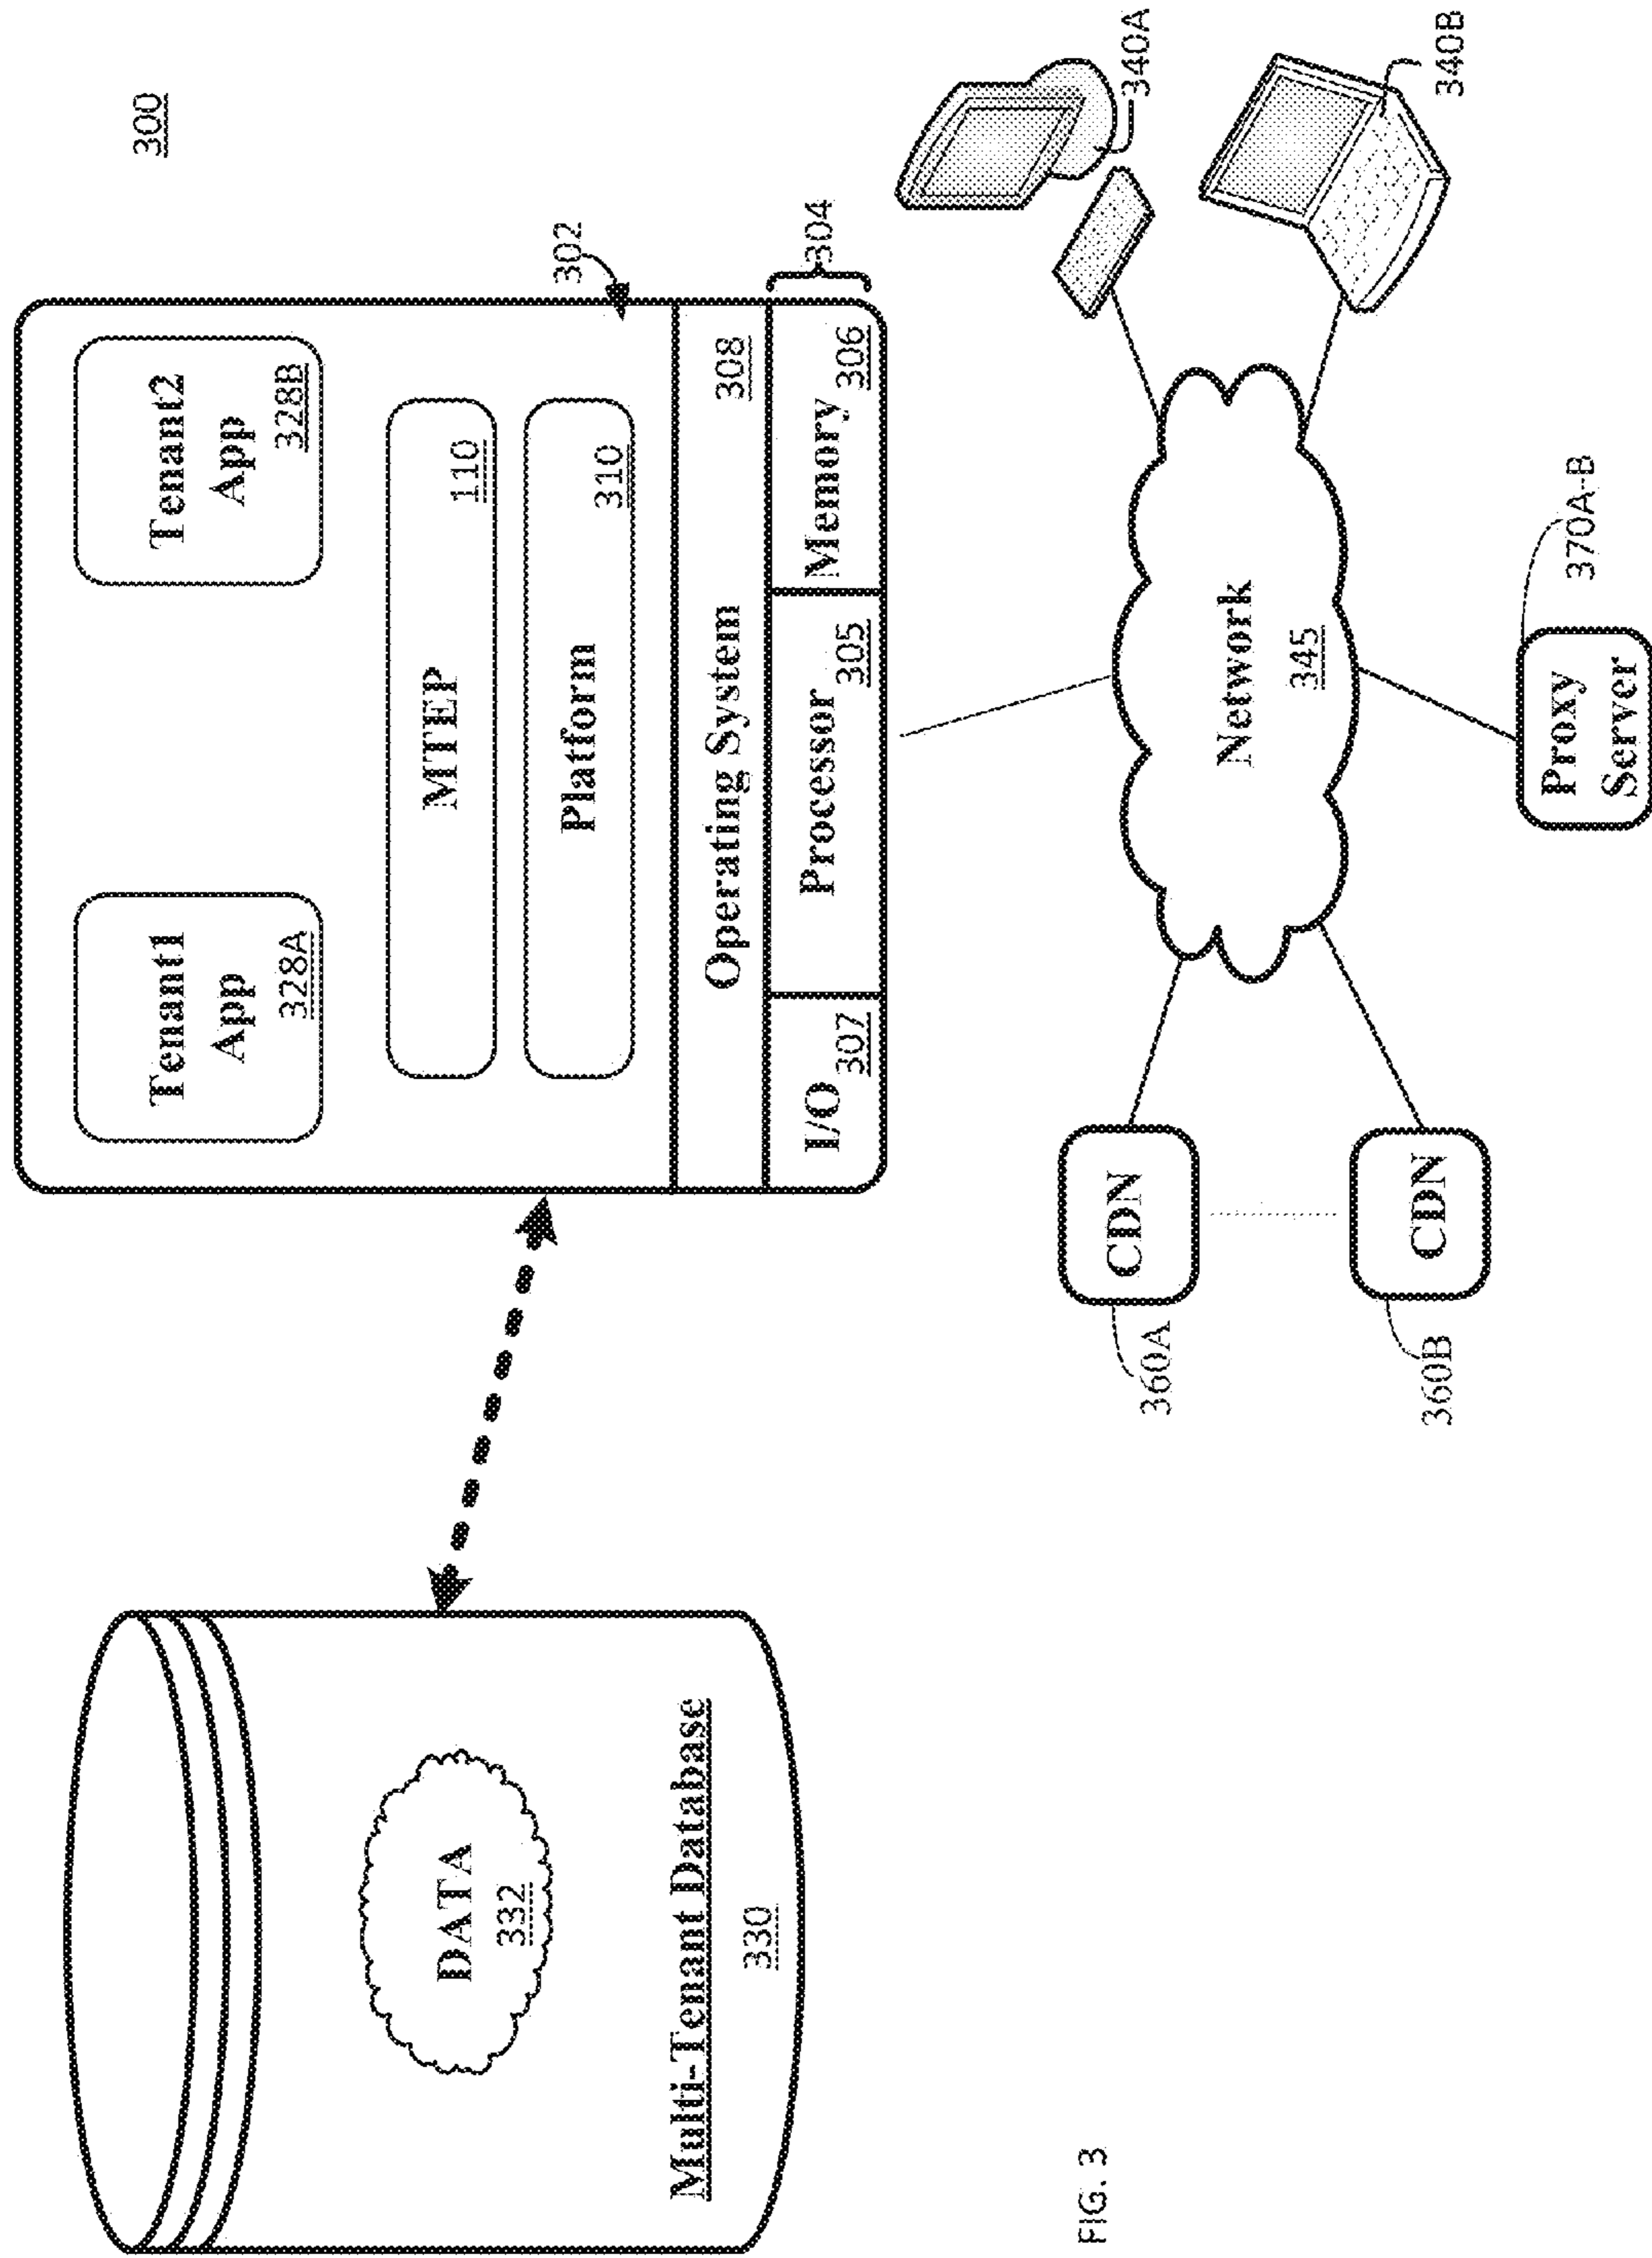 300
Tenant1
App
328A
Tenant2
App
328B
MTEP
110
Platform
310
302
Operating System
308
I/O
307
Processor
305
Memory
306
304
DATA
332
Multi-Tenant Database
330
Network
345
340A
340B
CDN
360A
CDN
360B
Proxy
Server
370A-B
FIG. 3